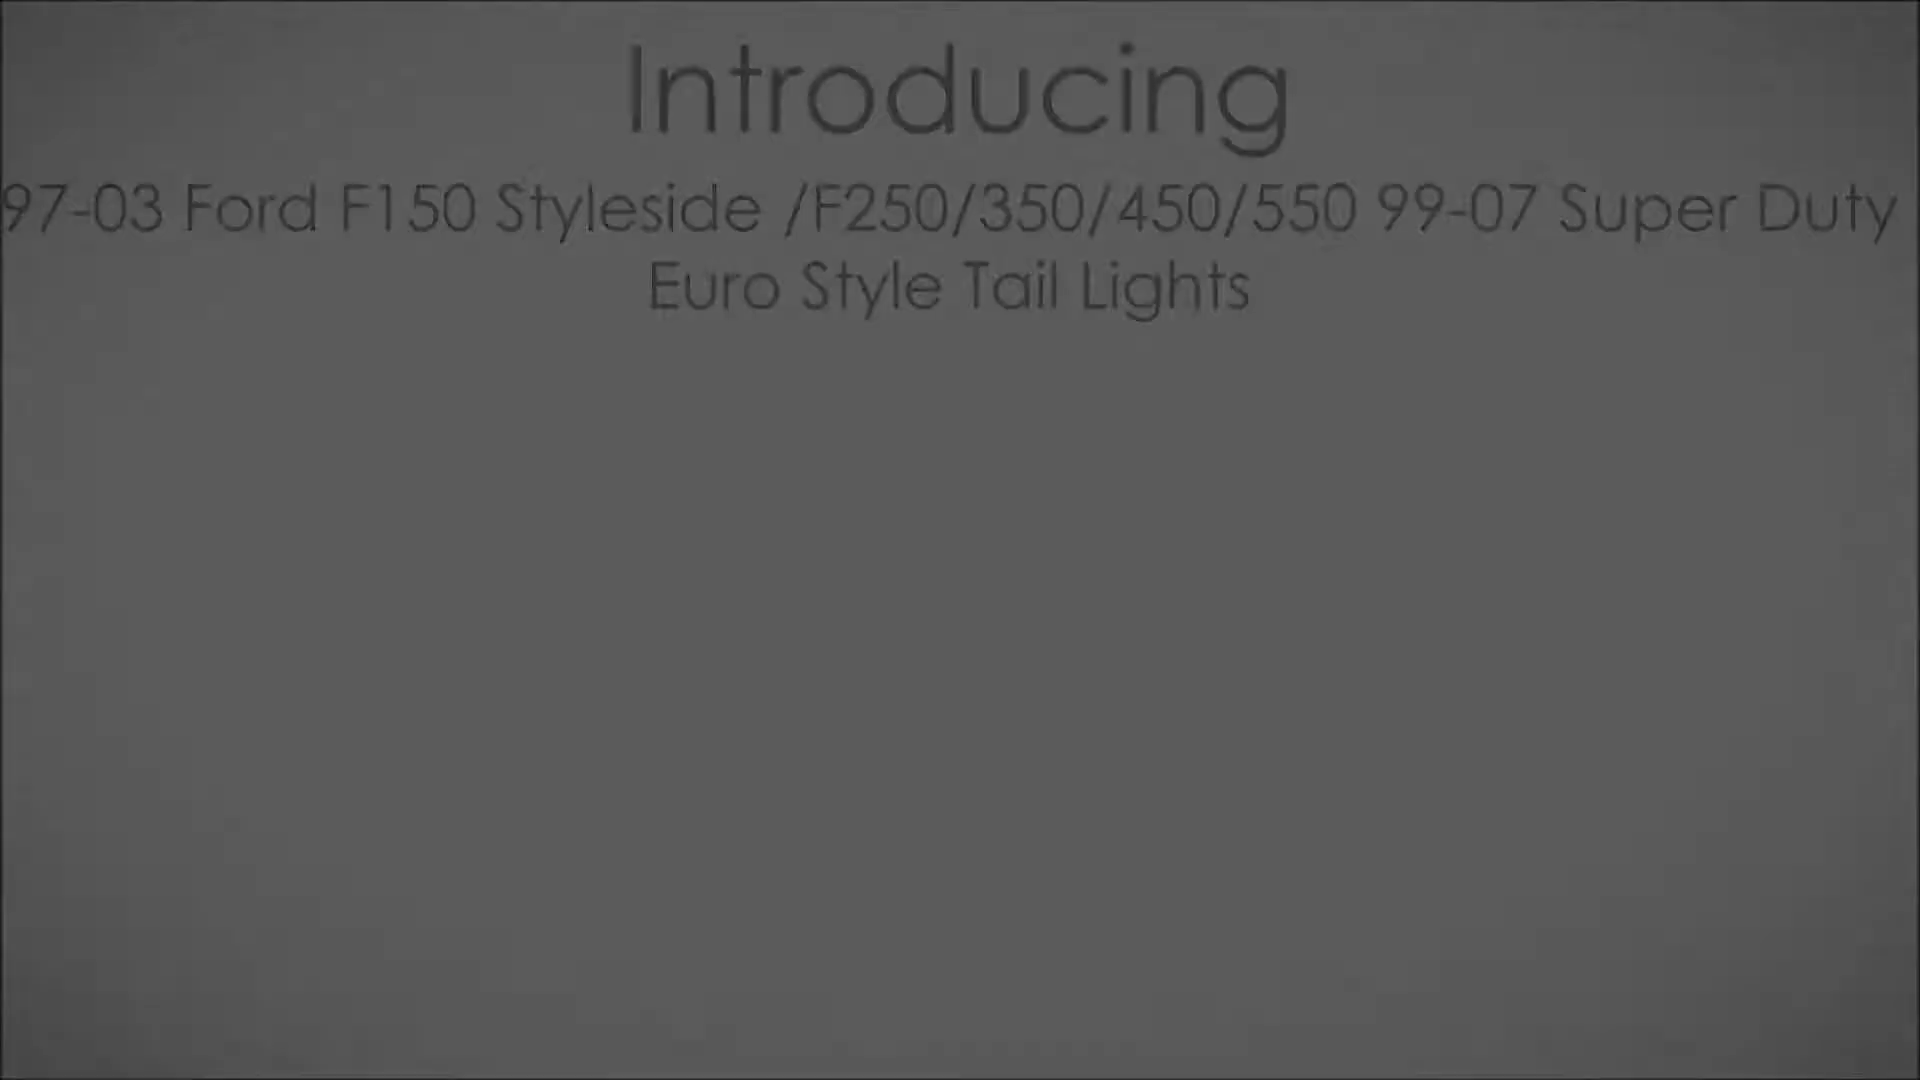 Introducing
97-03 Ford F150 Styleside /F250/350/450/550 99-07 Super Duty
Euro Style Tail Lights